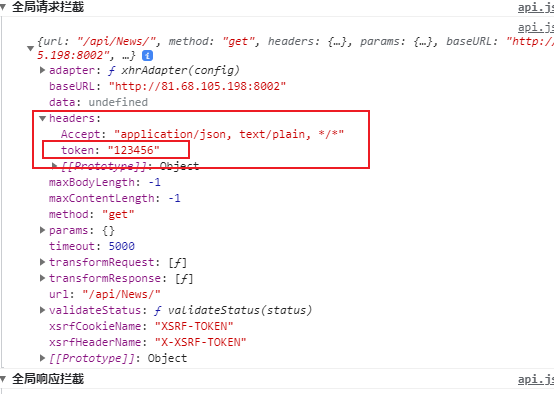 全局请求拦截 api.js
api.js
{url: "/api/News/", method: "get", headers: {…}, params: {…}, baseURL: "http:/
5.198:8002", …}
adapter: ƒ xhrAdapter(config)
baseURL: "http://81.68.105.198:8002"
data: undefined
headers:
Accept: "application/json, text/plain, */*"
token: "123456"
[[Prototype]]: Object
maxBodyLength: -1
maxContentLength: -1
method: "get"
params: {}
timeout: 5000
transformRequest: [ƒ]
transformResponse: [ƒ]
url: "/api/News/"
validateStatus: ƒ validateStatus(status)
xsrfCookieName: "XSRF-TOKEN"
xsrfHeaderName: "X-XSRF-TOKEN"
[[Prototype]]: Object
全局响应拦截 api.js